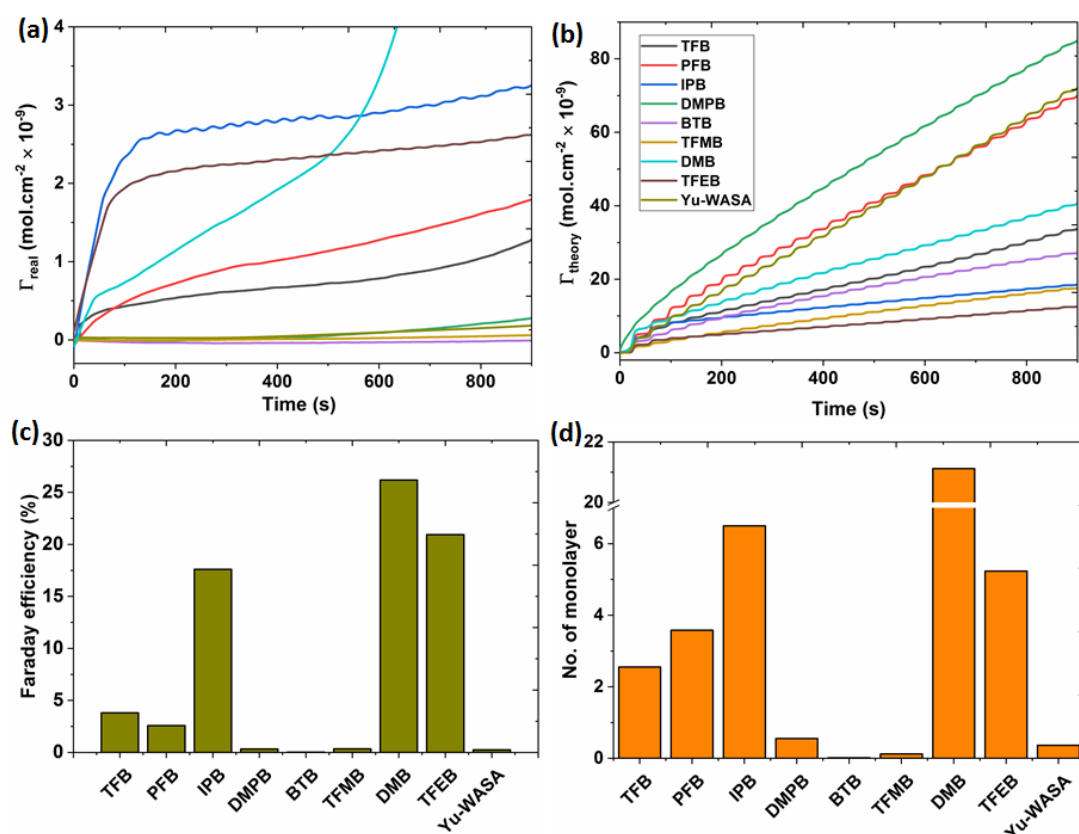 (a)
4
3
2
1
0
Γreal (mol.cm-2 × 10-9)
0 200 400 600 800
Time (s)
(b)
80
60
40
20
0
Γtheory (mol.cm-2 × 10-9)
TFB
PFB
IPB
DMPB
BTB
TFMB
DMB
TFEB
Yu-WASA
0 200 400 600 800
Time (s)
(c)
30
25
20
15
10
5
0
Faraday efficiency (%)
TFB PFB IPB DMPB BTB TFMB DMB TFEB Yu-WASA
(d)
22
20
6
4
2
0
No. of monolayer
TFB PFB IPB DMPB BTB TFMB DMB TFEB Yu-WASA